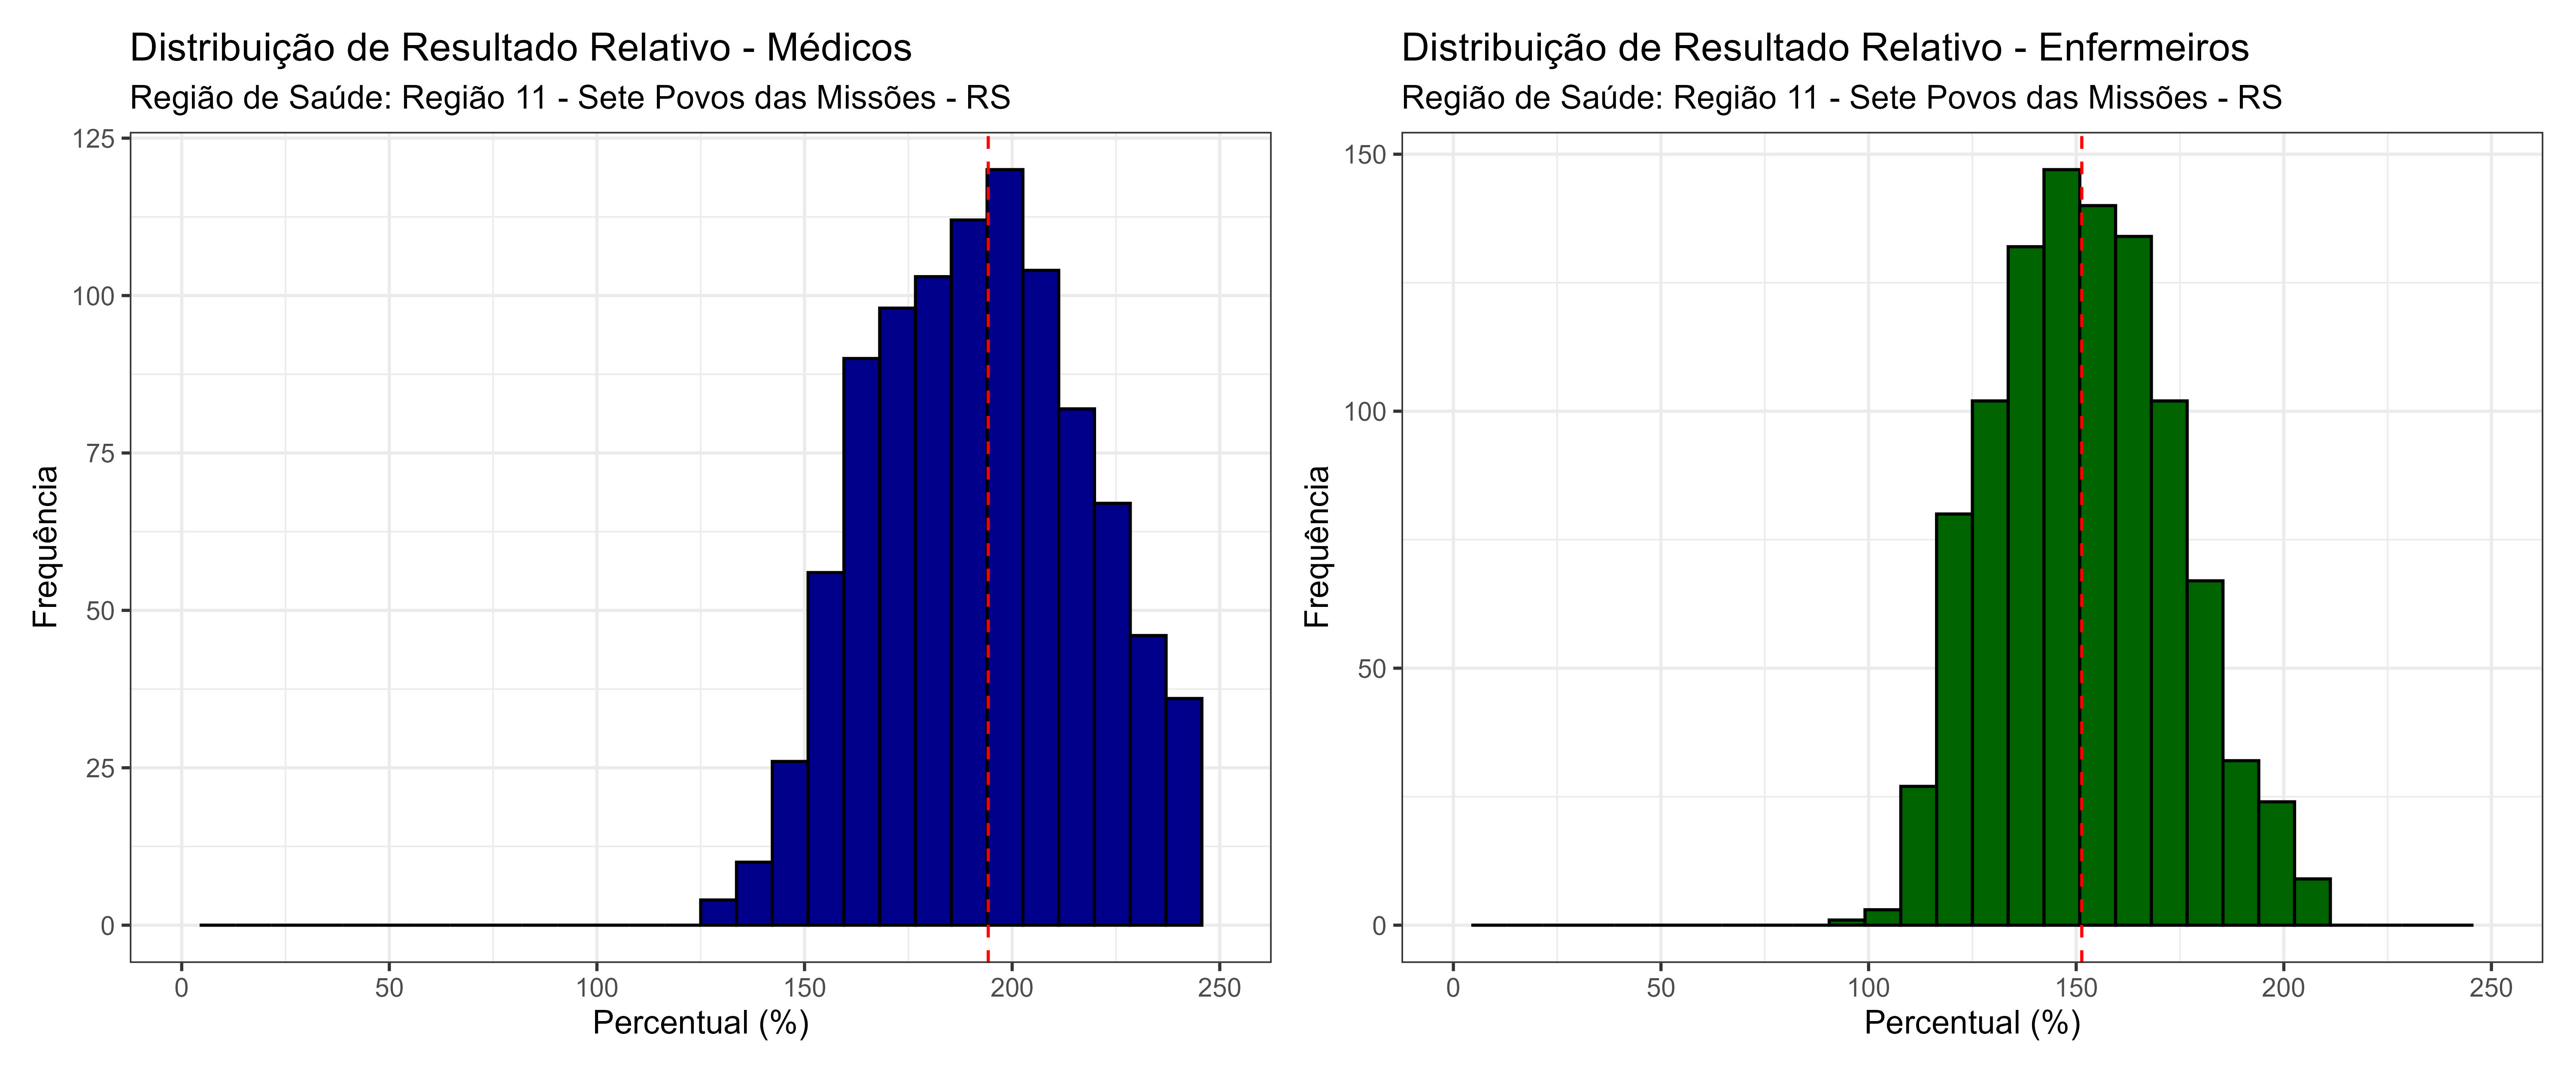 Distribuição de Resultado Relativo - Médicos
Região de Saúde: Região 11 - Sete Povos das Missões - RS
125
100
75
50
25
0
Frequência
0 50 100 150 200 250
Percentual (%)
Distribuição de Resultado Relativo - Enfermeiros
Região de Saúde: Região 11 - Sete Povos das Missões - RS
150
100
50
0
Frequência
0 50 100 150 200 250
Percentual (%)